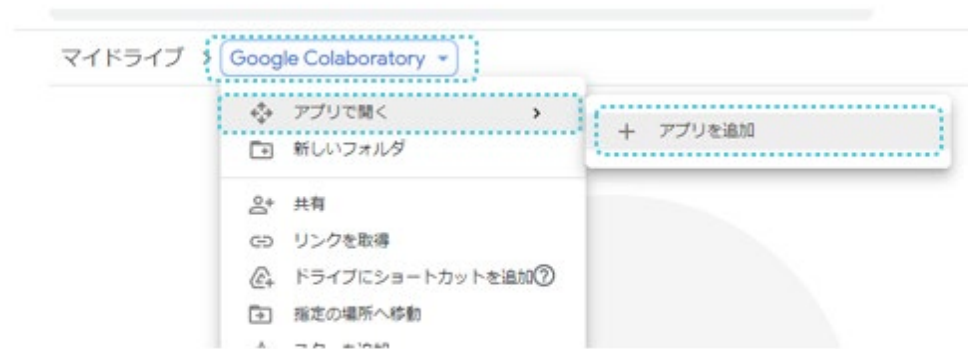 マイドライブ > Google Colaboratory
アプリで開く
アプリを追加
新しいフォルダ
共有
リンクを取得
ドライブにショートカットを追加
指定の場所へ移動